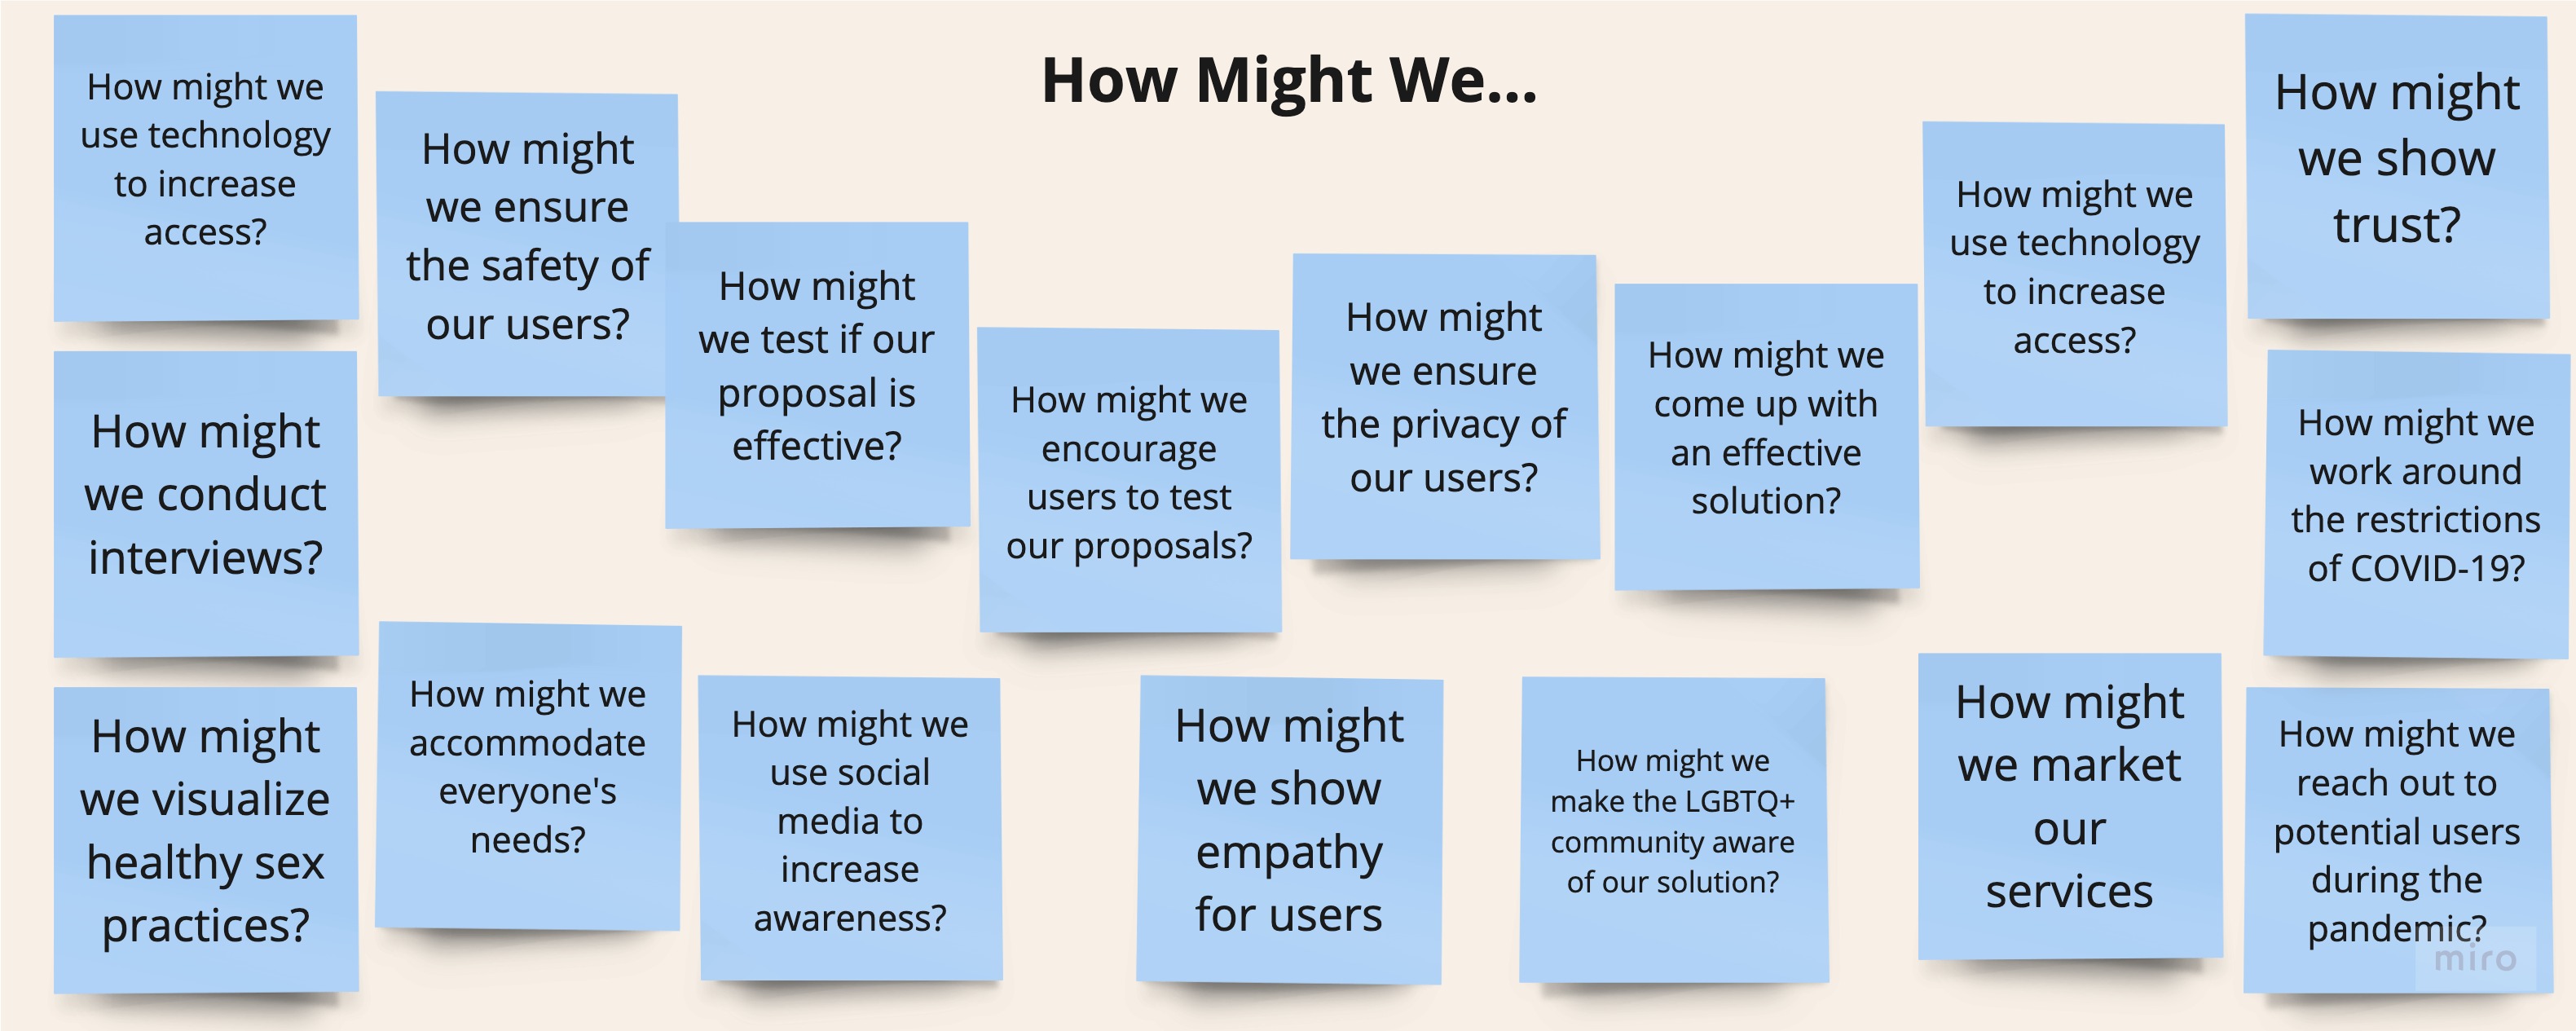 How Might We...
How might we
use technology
to increase
access?
How might
we ensure
the safety of
our users?
How might
we test if our
proposal is
effective?
How might we
encourage
users to test
our proposals?
How might
we ensure
the privacy of
our users?
How might we
come up with
an effective
solution?
How might we
use technology
to increase
access?
How might
we show
trust?
How might
we conduct
interviews?
How might we
work around
the restrictions
of COVID-19?
How might
we visualize
healthy sex
practices?
How might we
accommodate
everyone's
needs?
How might we
use social
media to
increase
awareness?
How might
we show
empathy
for users
How might we
make the LGBTQ+
community aware
of our solution?
How might
we market
our
services
How might we
reach out to
potential users
during the
pandemic?
miro